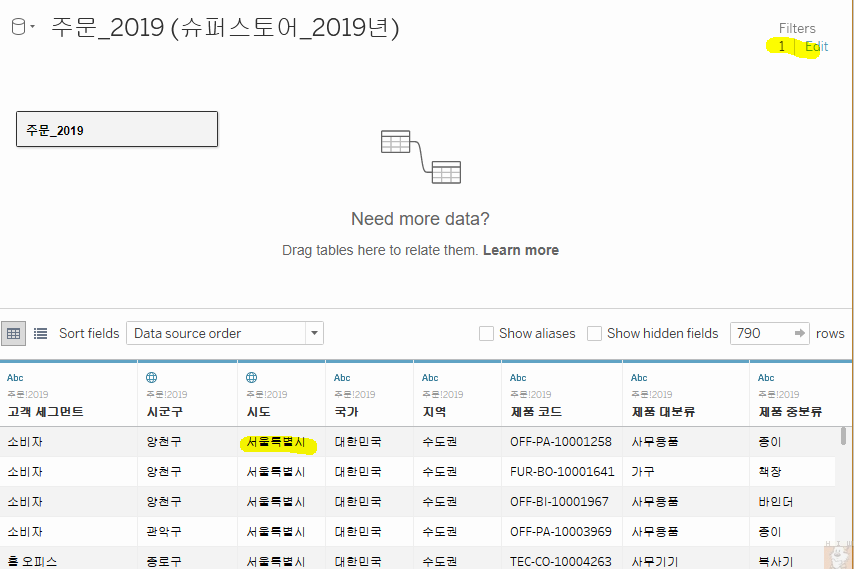 주문_2019 (슈퍼스토어_2019년)
Filters
1 Edit
주문_2019
Need more data?
Drag tables here to relate them. Learn more
Sort fields Data source order Show aliases Show hidden fields 790 rows
Abc Abc Abc Abc Abc Abc
주문!2019 주문!2019 주문!2019 주문!2019 주문!2019 주문!2019 주문!2019 주문!2019
고객 세그먼트 시군구 시도 국가 지역 제품 코드 제품 대분류 제품 중분류
소비자 양천구 서울특별시 대한민국 수도권 OFF-PA-10001258 사무용품 종이
소비자 양천구 서울특별시 대한민국 수도권 FUR-BO-10001641 가구 책장
소비자 양천구 서울특별시 대한민국 수도권 OFF-BI-10001967 사무용품 바인더
소비자 관악구 서울특별시 대한민국 수도권 OFF-PA-10003969 사무용품 종이
홈 오피스 종로구 서울특별시 대한민국 수도권 TEC-CO-10004263 사무기기 복사기